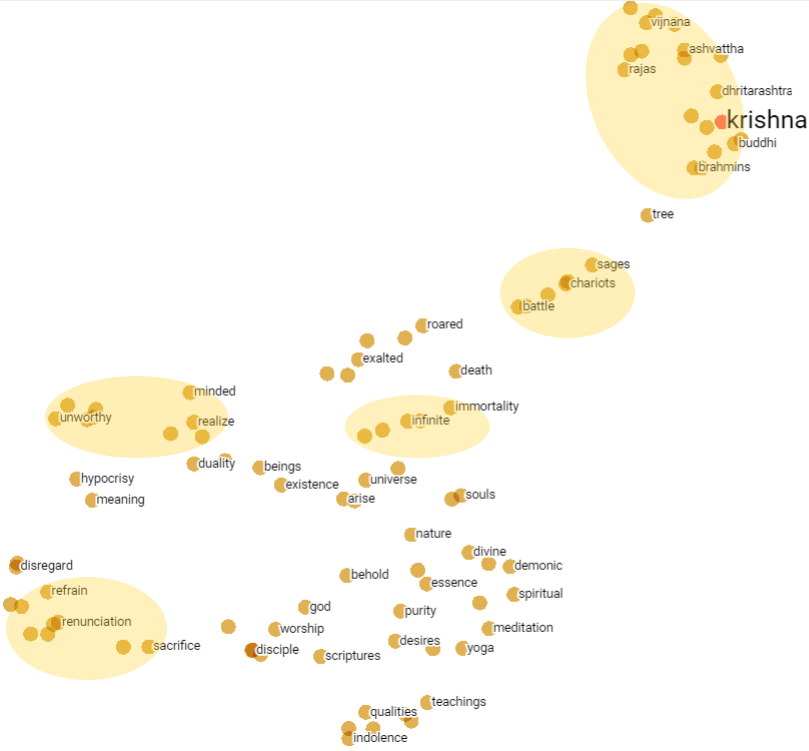 vijnana
ashvattha
rajas
dhritarashtra
krishna
buddhi
brahmins
tree
sages
chariots
battle
roared
exalted
death
minded
immortality
unworthy
realize
infinite
duality
beings
hypocrisy
existence
universe
meaning
arise
souls
nature
divine
disregard
demonic
behold
essence
refrain
spiritual
god
purity
renunciation
worship
meditation
sacrifice
desires
disciple
scriptures
yoga
teachings
qualities
indolence